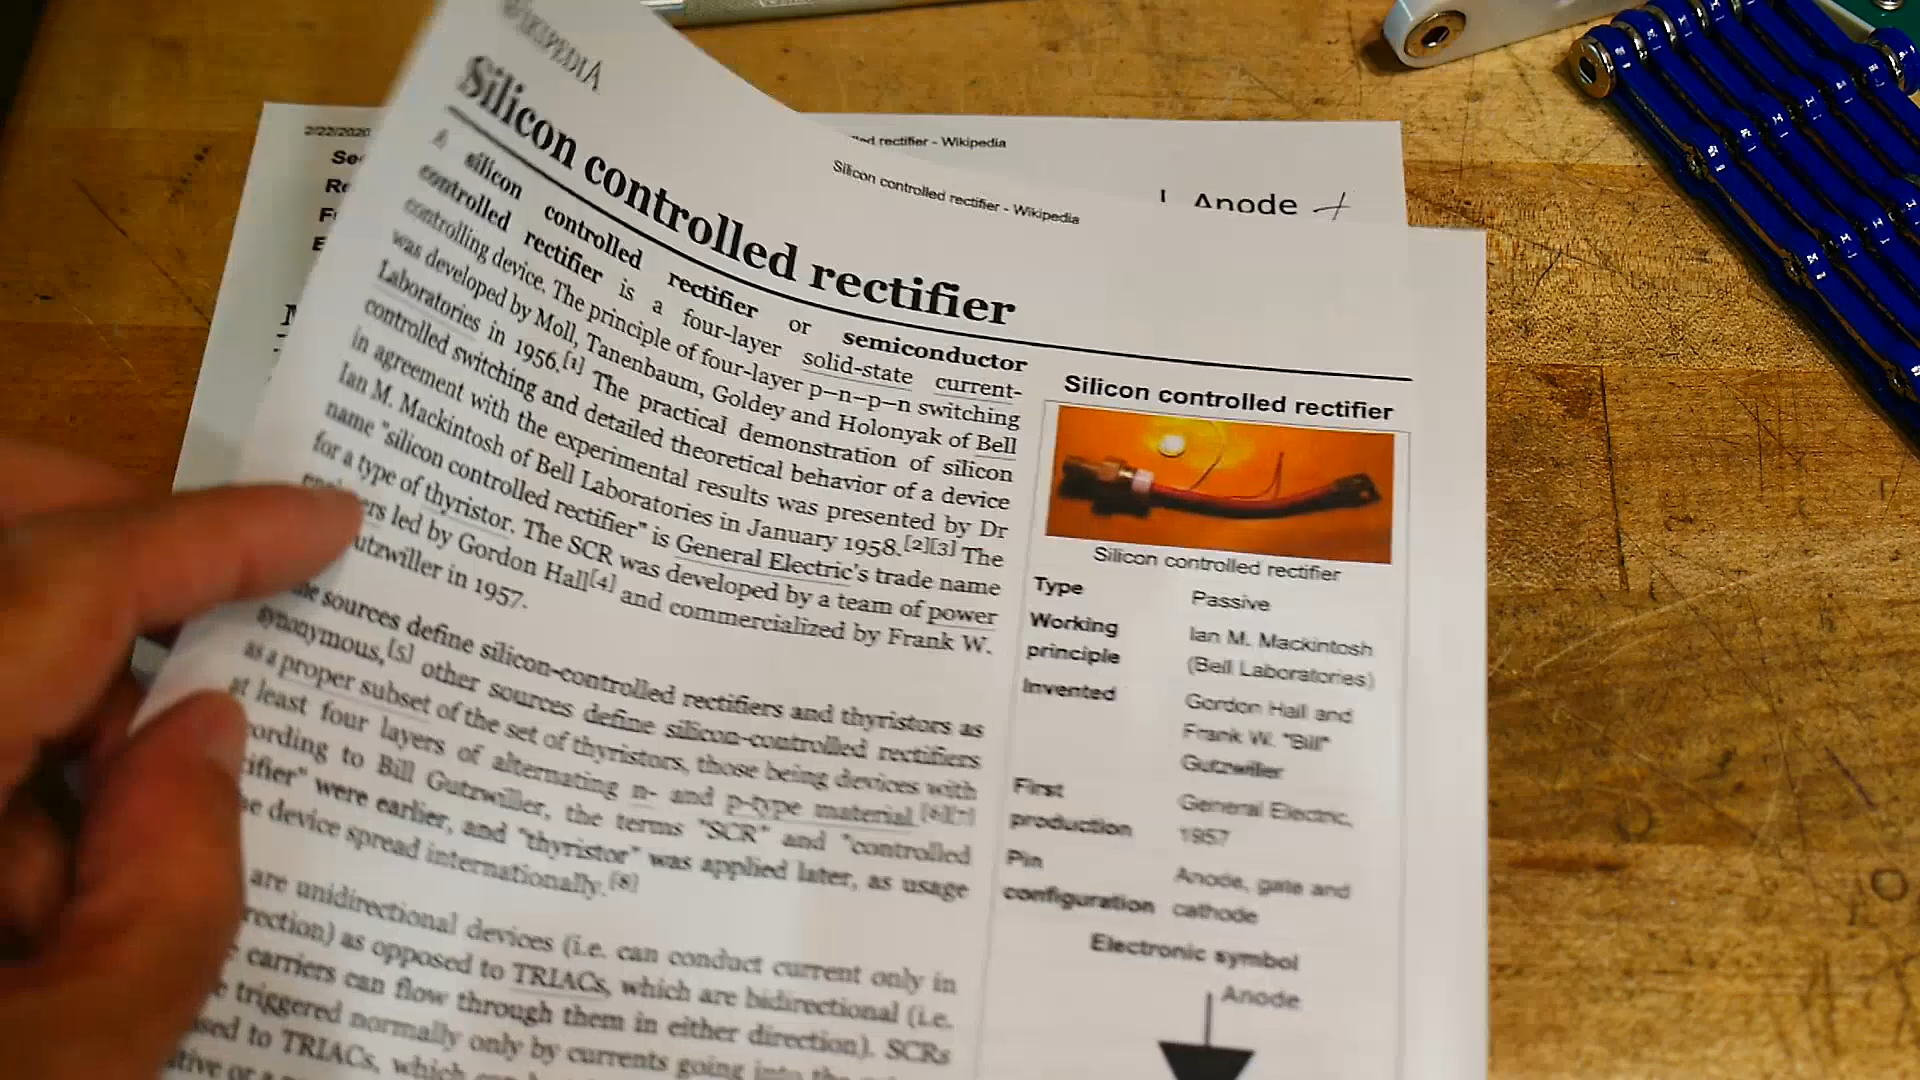 WIKIPEDIA
2/22/2020
rectifier - Wikipedia
Silicon controlled rectifier - Wikipedia
Anode +
Silicon controlled rectifier
A silicon controlled rectifier or semiconductor
controlled rectifier is a four-layer solid-state current-
controlling device. The principle of four-layer p–n–p–n switching
was developed by Moll, Tanenbaum, Goldey and Holonyak of Bell
Laboratories in 1956.[1] The practical demonstration of silicon
controlled switching and detailed theoretical behavior of a device
in agreement with the experimental results was presented by Dr
Ian M. Mackintosh of Bell Laboratories in January 1958.[2][3] The
name "silicon controlled rectifier" is General Electric's trade name
for a type of thyristor. The SCR was developed by a team of power
led by Gordon Hall[4] and commercialized by Frank W.
utzwiller in 1957.
sources define silicon-controlled rectifiers and thyristors as
synonymous,[5] other sources define silicon-controlled rectifiers
as a proper subset of the set of thyristors, those being devices with
at least four layers of alternating n- and p-type material.[6][7]
ording to Bill Gutzwiller, the terms "SCR" and "controlled
ifier" were earlier, and "thyristor" was applied later, as usage
e device spread internationally.[8]
are unidirectional devices (i.e. can conduct current only in
rection) as opposed to TRIACs, which are bidirectional (i.e.
carriers can flow through them in either direction). SCRs
triggered normally only by currents going into the
sed to TRIACs, which
Silicon controlled rectifier
Silicon controlled rectifier
Type Passive
Working principle Ian M. Mackintosh
(Bell Laboratories)
Invented Gordon Hall and
Frank W. "Bill"
Gutzwiller
First production General Electric,
1957
Pin configuration Anode, gate and
cathode
Electronic symbol
Anode